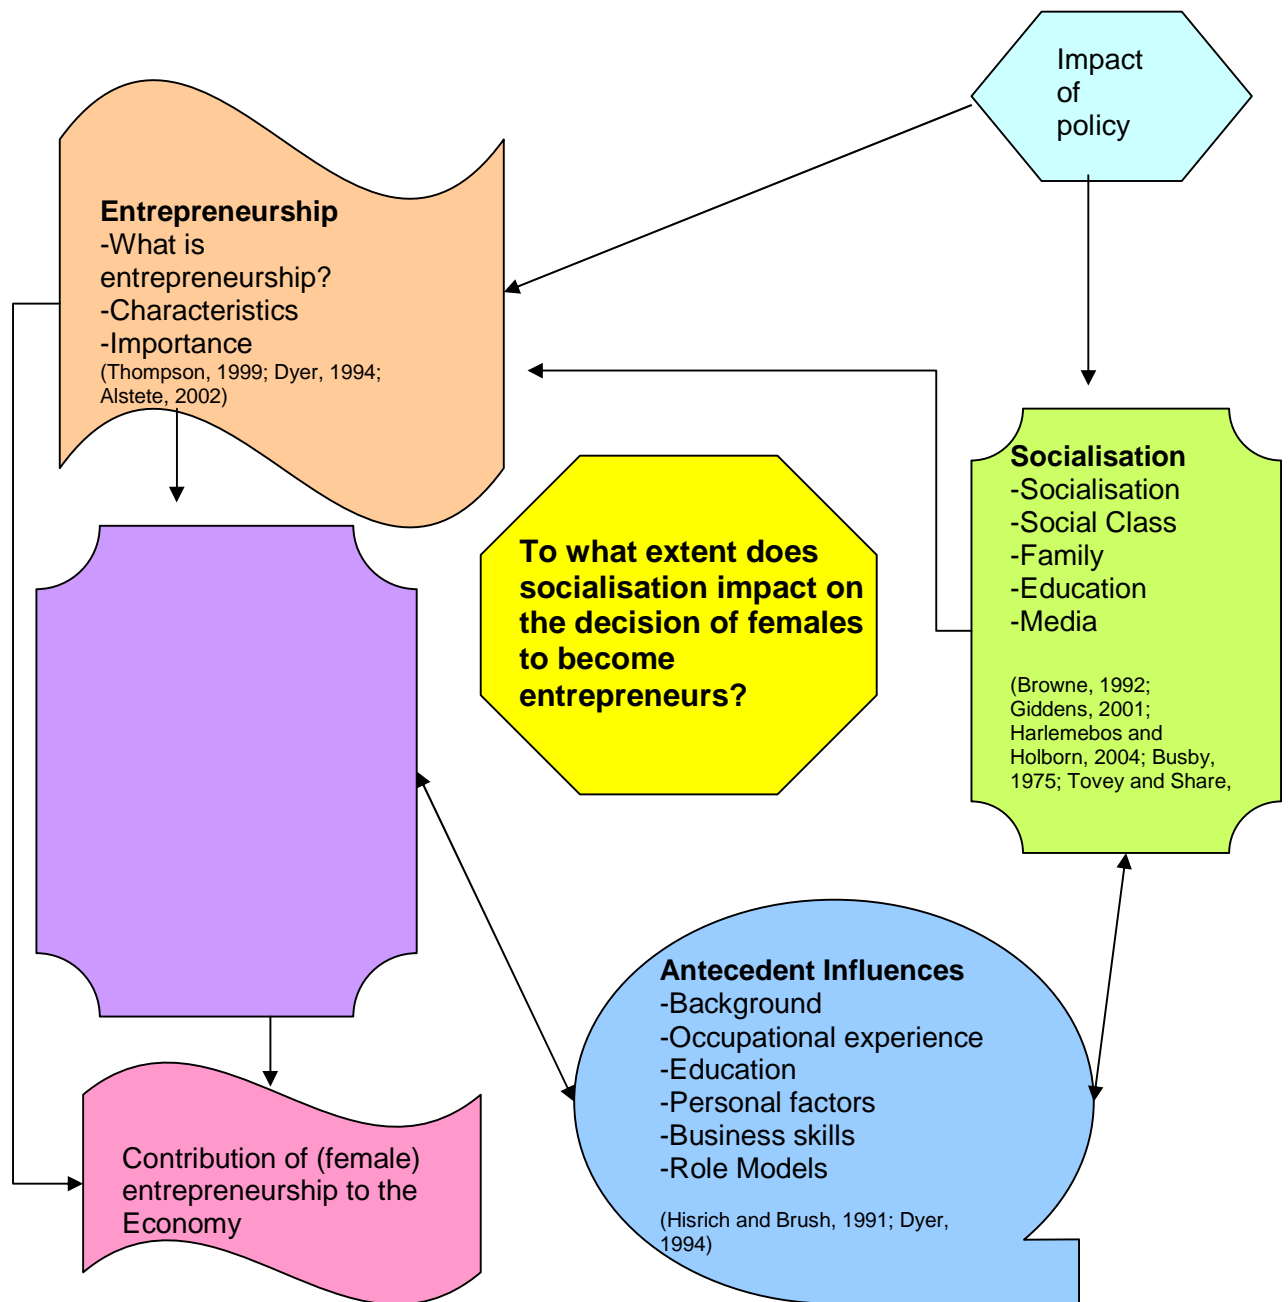 Impact
of
policy
Entrepreneurship
-What is
entrepreneurship?
-Characteristics
-Importance
(Thompson, 1999; Dyer, 1994;
Alstete, 2002)
Socialisation
-Socialisation
-Social Class
-Family
-Education
-Media
(Browne, 1992;
Giddens, 2001;
Harlemebos and
Holborn, 2004; Busby,
1975; Tovey and Share,
To what extent does
socialisation impact on
the decision of females
to become
entrepreneurs?
Antecedent Influences
-Background
-Occupational experience
-Education
-Personal factors
-Business skills
-Role Models
(Hisrich and Brush, 1991; Dyer,
1994)
Contribution of (female)
entrepreneurship to the
Economy